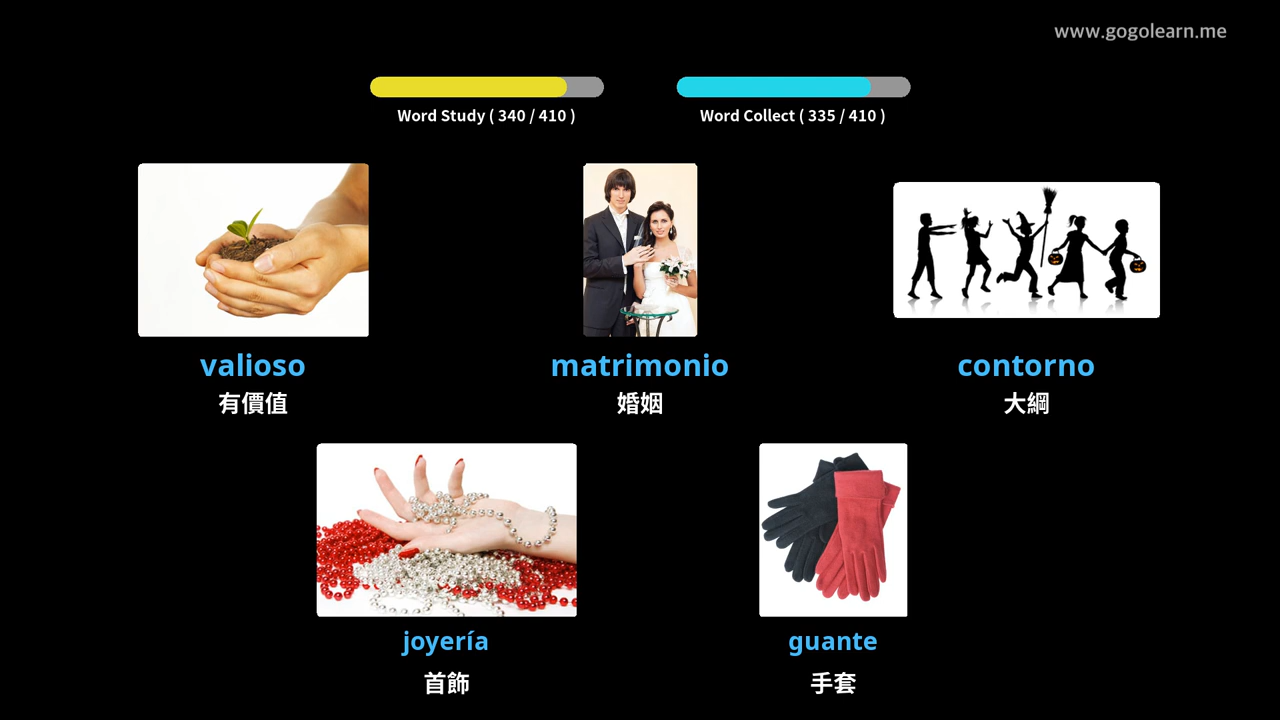 www.gogolearn.me
Word Study ( 340 / 410 )
Word Collect ( 335 / 410 )
valioso
有價值
matrimonio
婚姻
contorno
大綱
joyería
首飾
guante
手套